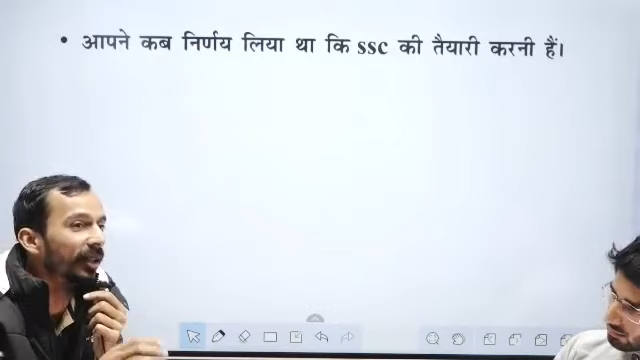 • आपने कब निर्णय लिया था कि ssc की तैयारी करनी हैं।